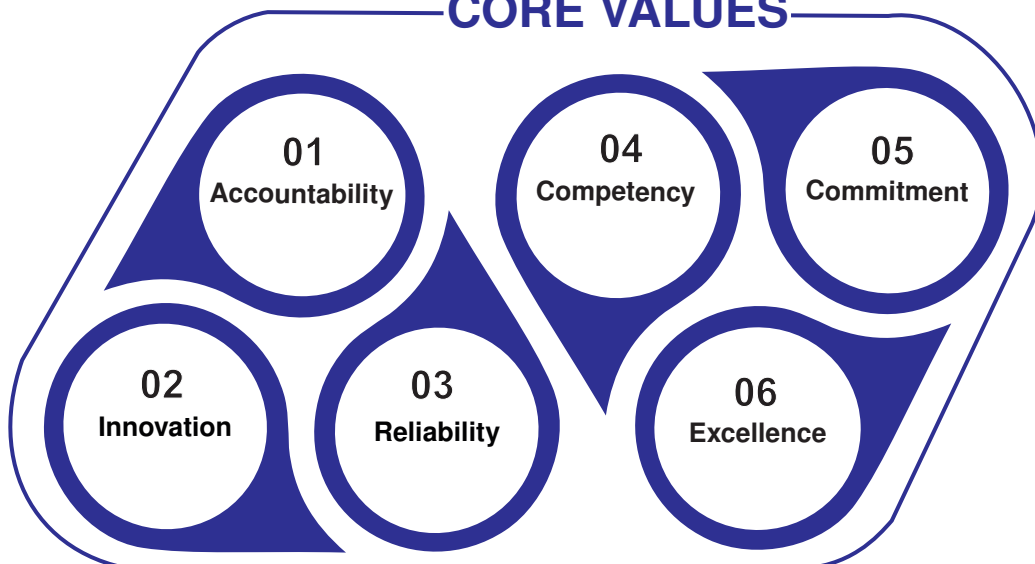 CORE VALUES
01
Accountability
02
Innovation
03
Reliability
04
Competency
05
Commitment
06
Excellence